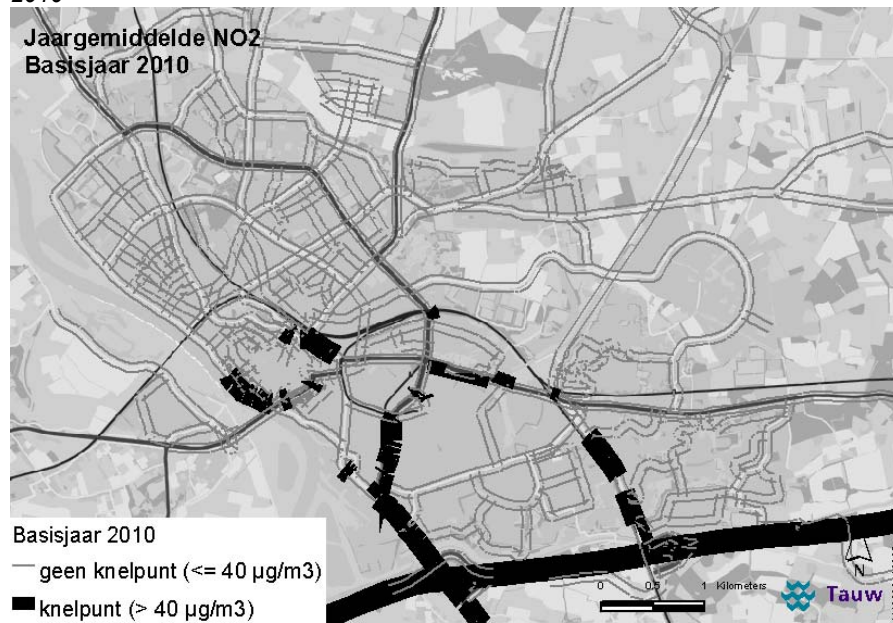 2010
Jaargemiddelde NO2
Basisjaar 2010
Basisjaar 2010
geen knelpunt (<= 40 µg/m3)
knelpunt (> 40 µg/m3)
0 0,5 1 Kilometers
N
Tauw